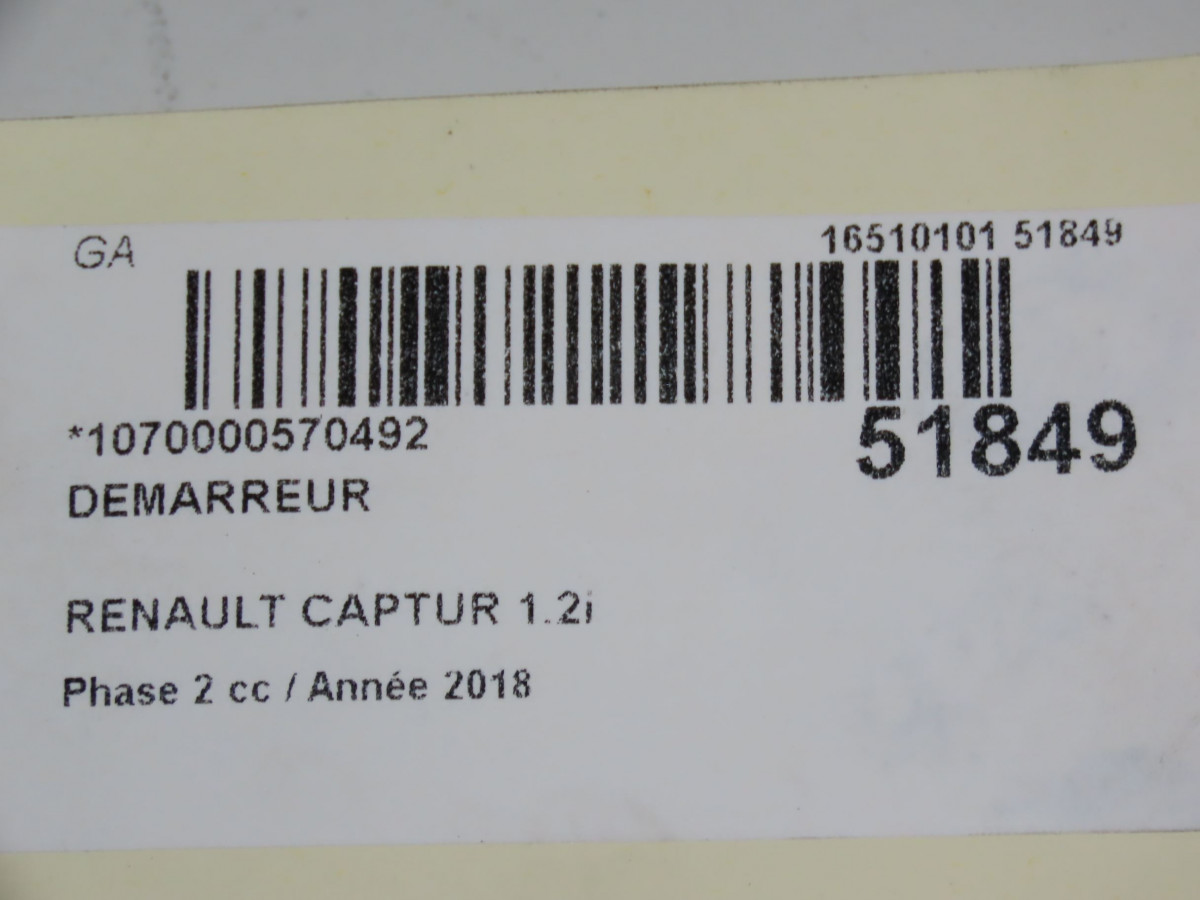 GA
16510101 51849
*1070000570492
51849
DEMARREUR
RENAULT CAPTUR 1.2i
Phase 2 cc / Année 2018